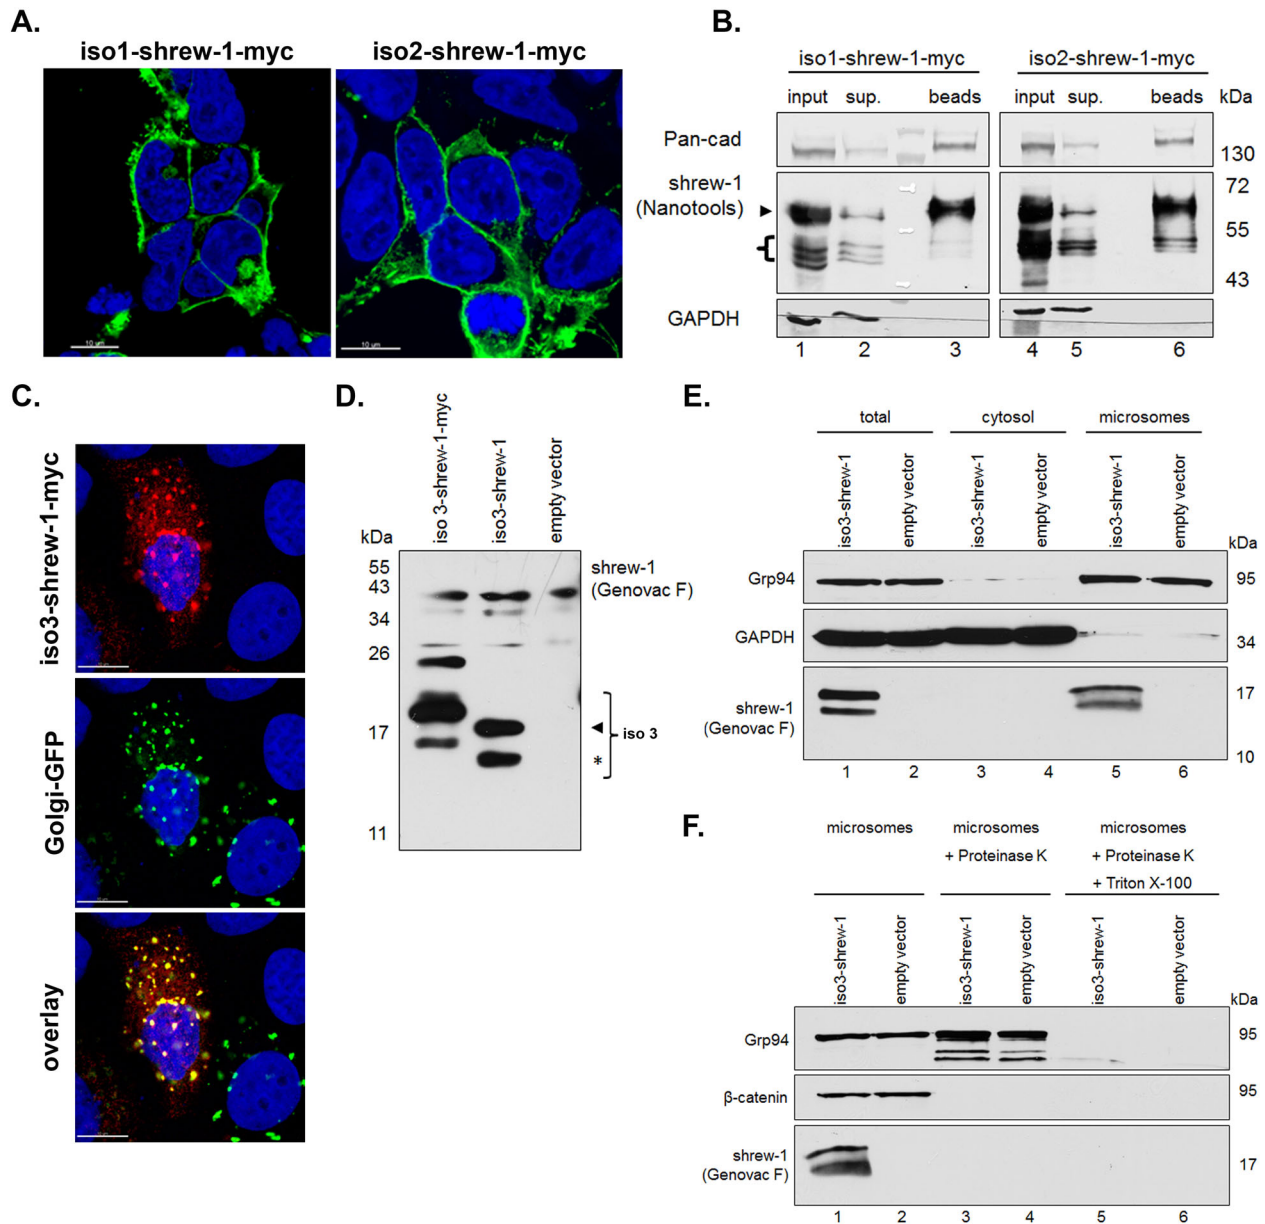 A.
iso1-shrew-1-myc
iso2-shrew-1-myc
10 µm
10 µm
B.
iso1-shrew-1-myc
iso2-shrew-1-myc
input
sup.
beads
input
sup.
beads
kDa
Pan-cad
130
shrew-1
(Nanotools)
72
55
43
GAPDH
1
2
3
4
5
6
C.
iso3-shrew-1-myc
Golgi-GFP
overlay
D.
iso 3-shrew-1-myc
iso3-shrew-1
empty vector
kDa
55
43
34
26
17
11
shrew-1
(Genovac F)
iso 3
*
E.
total
cytosol
microsomes
iso3-shrew-1
empty vector
iso3-shrew-1
empty vector
iso3-shrew-1
empty vector
kDa
Grp94
95
GAPDH
34
shrew-1
(Genovac F)
17
10
1
2
3
4
5
6
F.
microsomes
microsomes
+ Proteinase K
microsomes
+ Proteinase K
+ Triton X-100
iso3-shrew-1
empty vector
iso3-shrew-1
empty vector
iso3-shrew-1
empty vector
kDa
Grp94
95
β-catenin
95
shrew-1
(Genovac F)
17
1
2
3
4
5
6